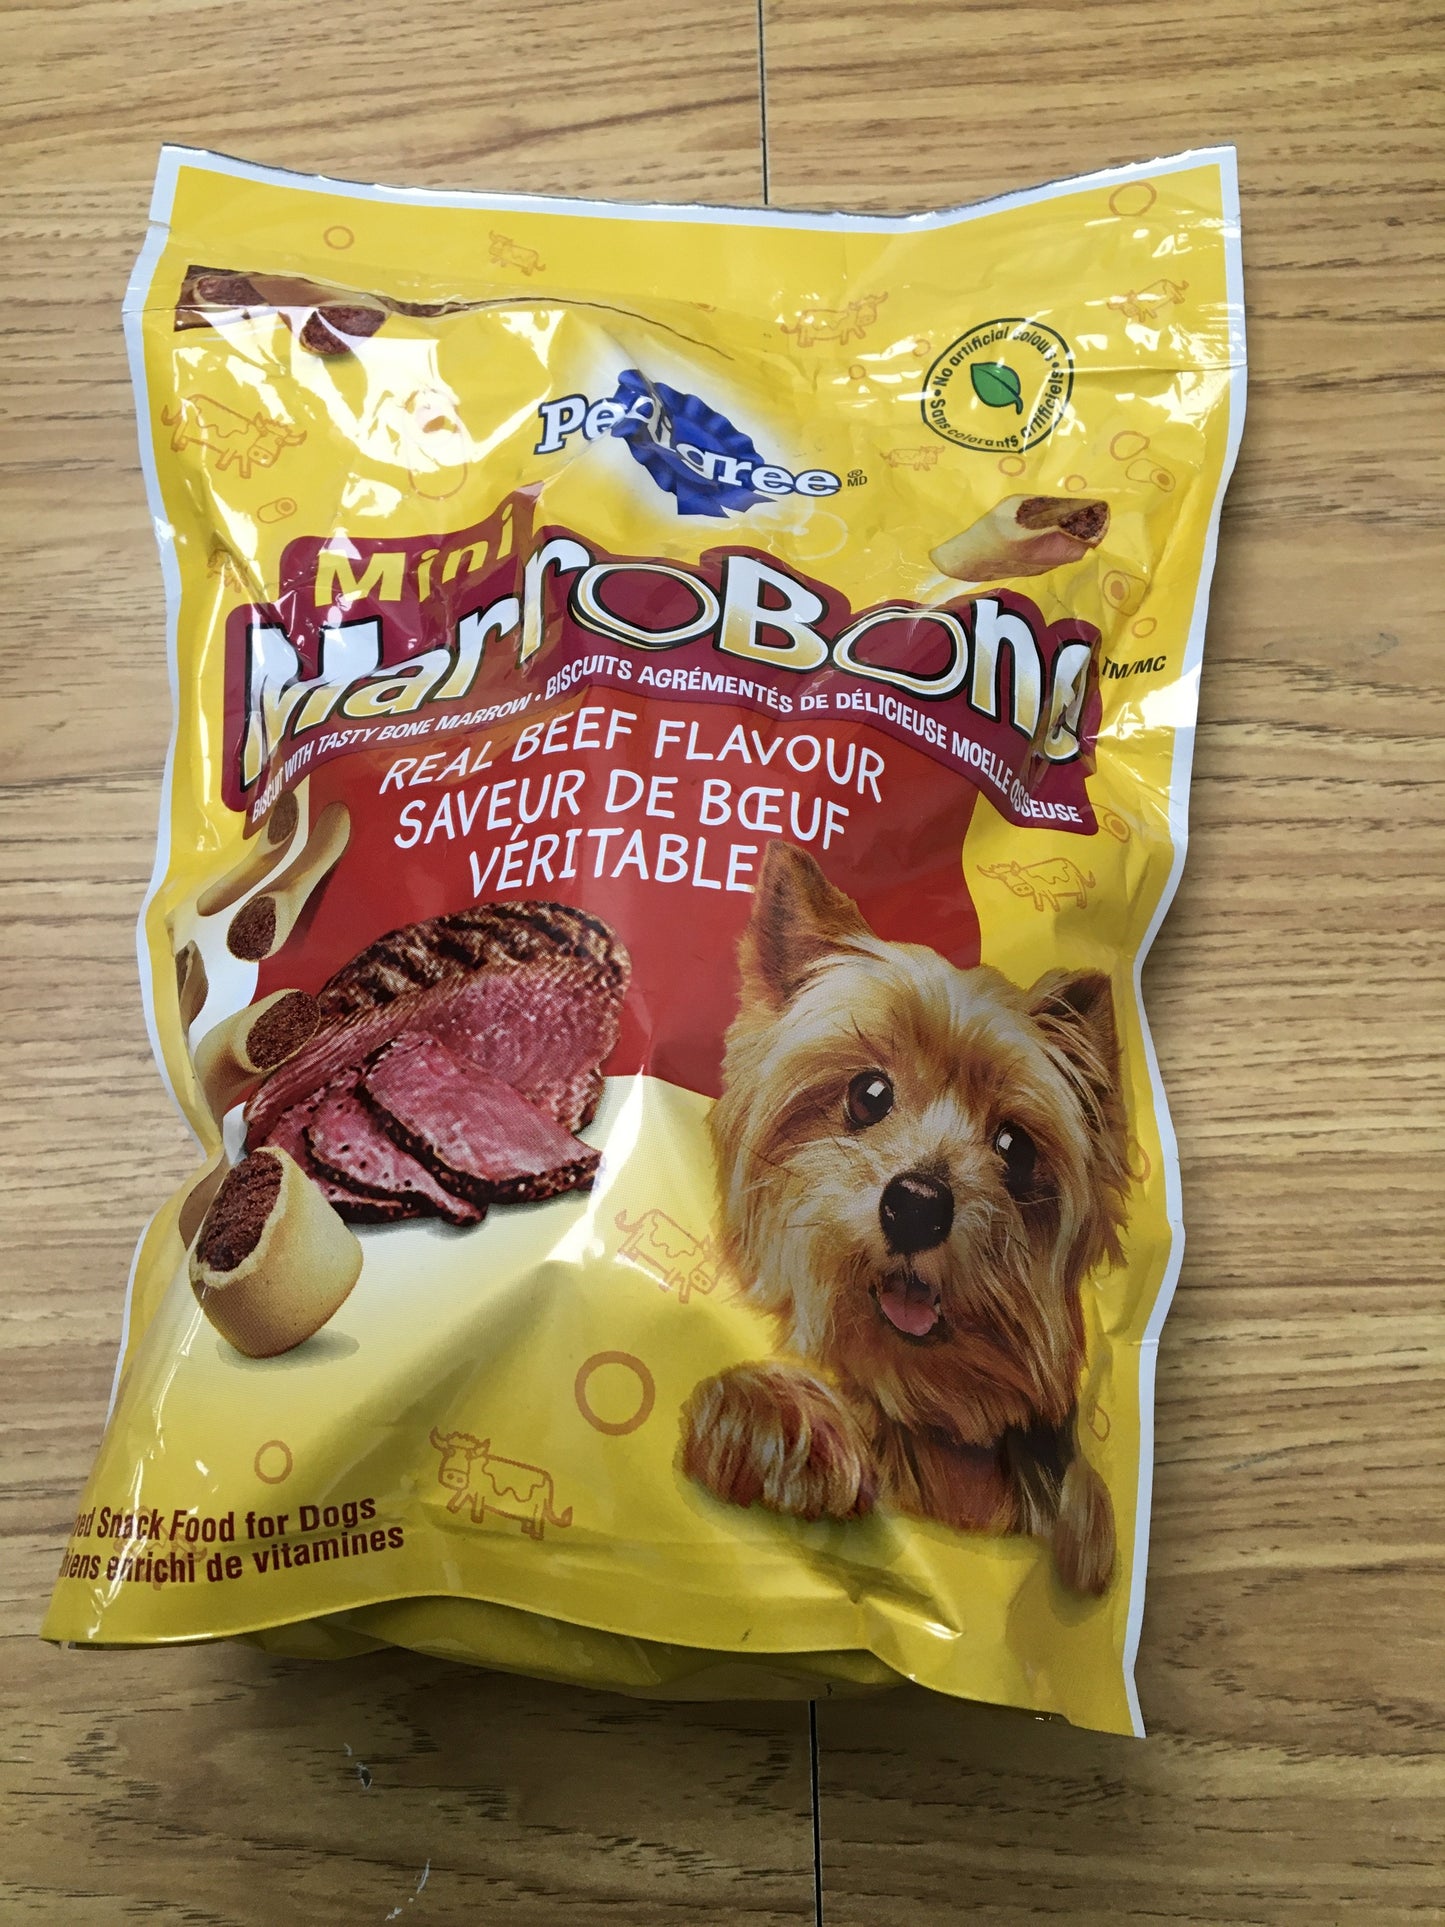 No artificial colours
Sans colorants artificiels
Pedigree
®
MD
Mini
MarroBone
TM/MC
BISCUIT WITH TASTY BONE MARROW • BISCUITS AGRÉMENTÉS DE DÉLICIEUSE MOELLE OSSEUSE
REAL BEEF FLAVOUR
SAVEUR DE BŒUF
VÉRITABLE
Snack Food for Dogs
enrichi de vitamines